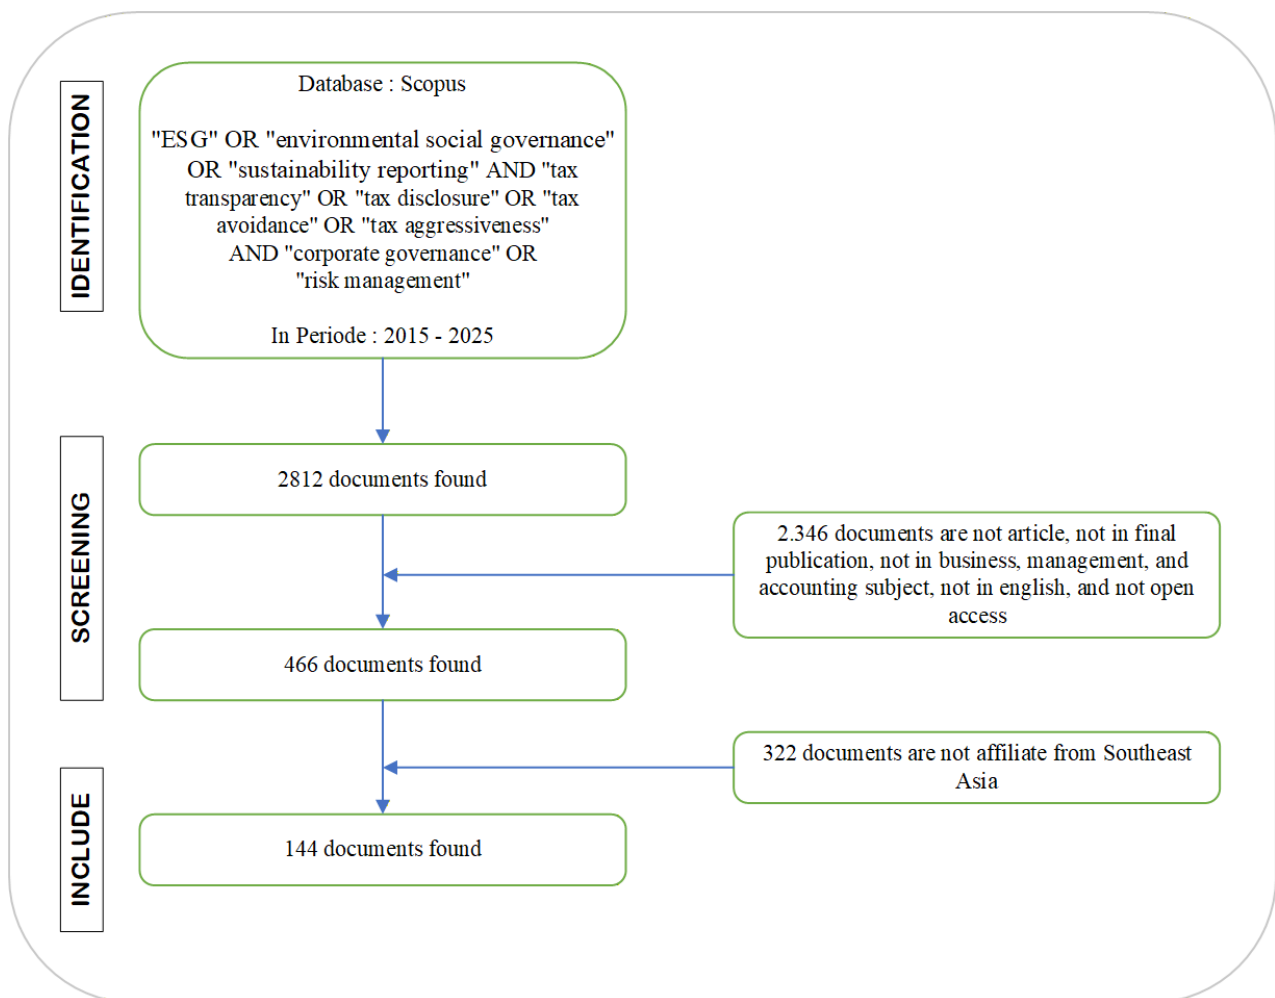 IDENTIFICATION
Database : Scopus
"ESG" OR "environmental social governance"
OR "sustainability reporting" AND "tax
transparency" OR "tax disclosure" OR "tax
avoidance" OR "tax aggressiveness"
AND "corporate governance" OR
"risk management"
In Periode : 2015 - 2025
SCREENING
2812 documents found
2.346 documents are not article, not in final
publication, not in business, management, and
accounting subject, not in english, and not open
access
466 documents found
322 documents are not affiliate from Southeast
Asia
INCLUDE
144 documents found